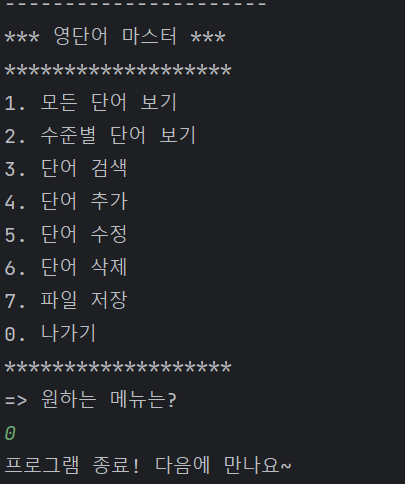 ----------------------
*** 영단어 마스터 ***
*******************
1. 모든 단어 보기
2. 수준별 단어 보기
3. 단어 검색
4. 단어 추가
5. 단어 수정
6. 단어 삭제
7. 파일 저장
0. 나가기
*******************
=> 원하는 메뉴는?
0
프로그램 종료! 다음에 만나요~